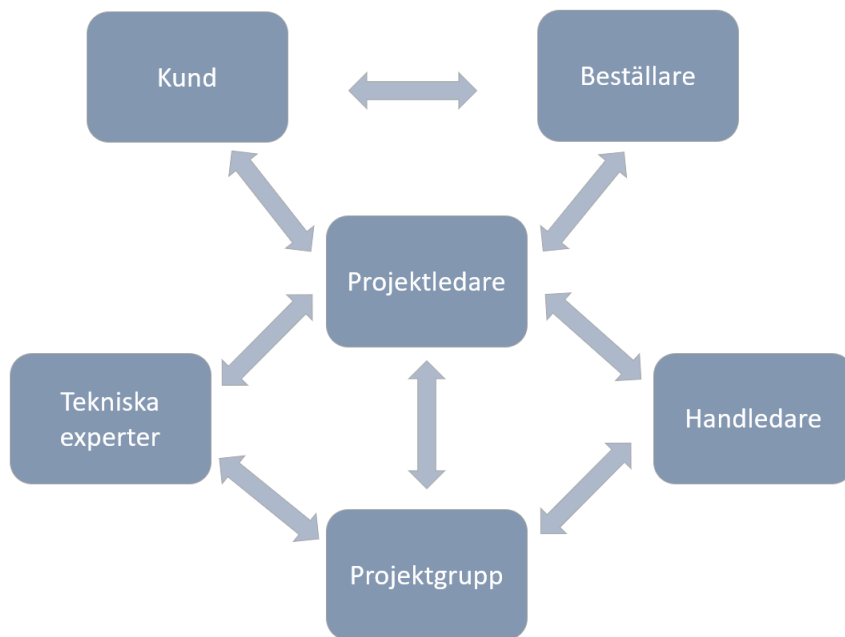 Kund
Beställare
Projektledare
Tekniska
experter
Handledare
Projektgrupp